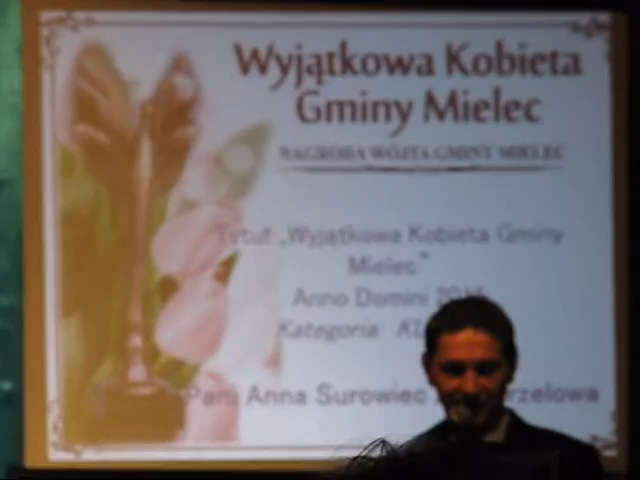 Wyjątkowa Kobieta
Gminy Mielec
NAGRODA WÓJTA GMINY MIELEC
Tytuł „Wyjątkowa Kobieta Gminy
Mielec"
Anno Domini
Kategoria
Pani Anna Surowiec